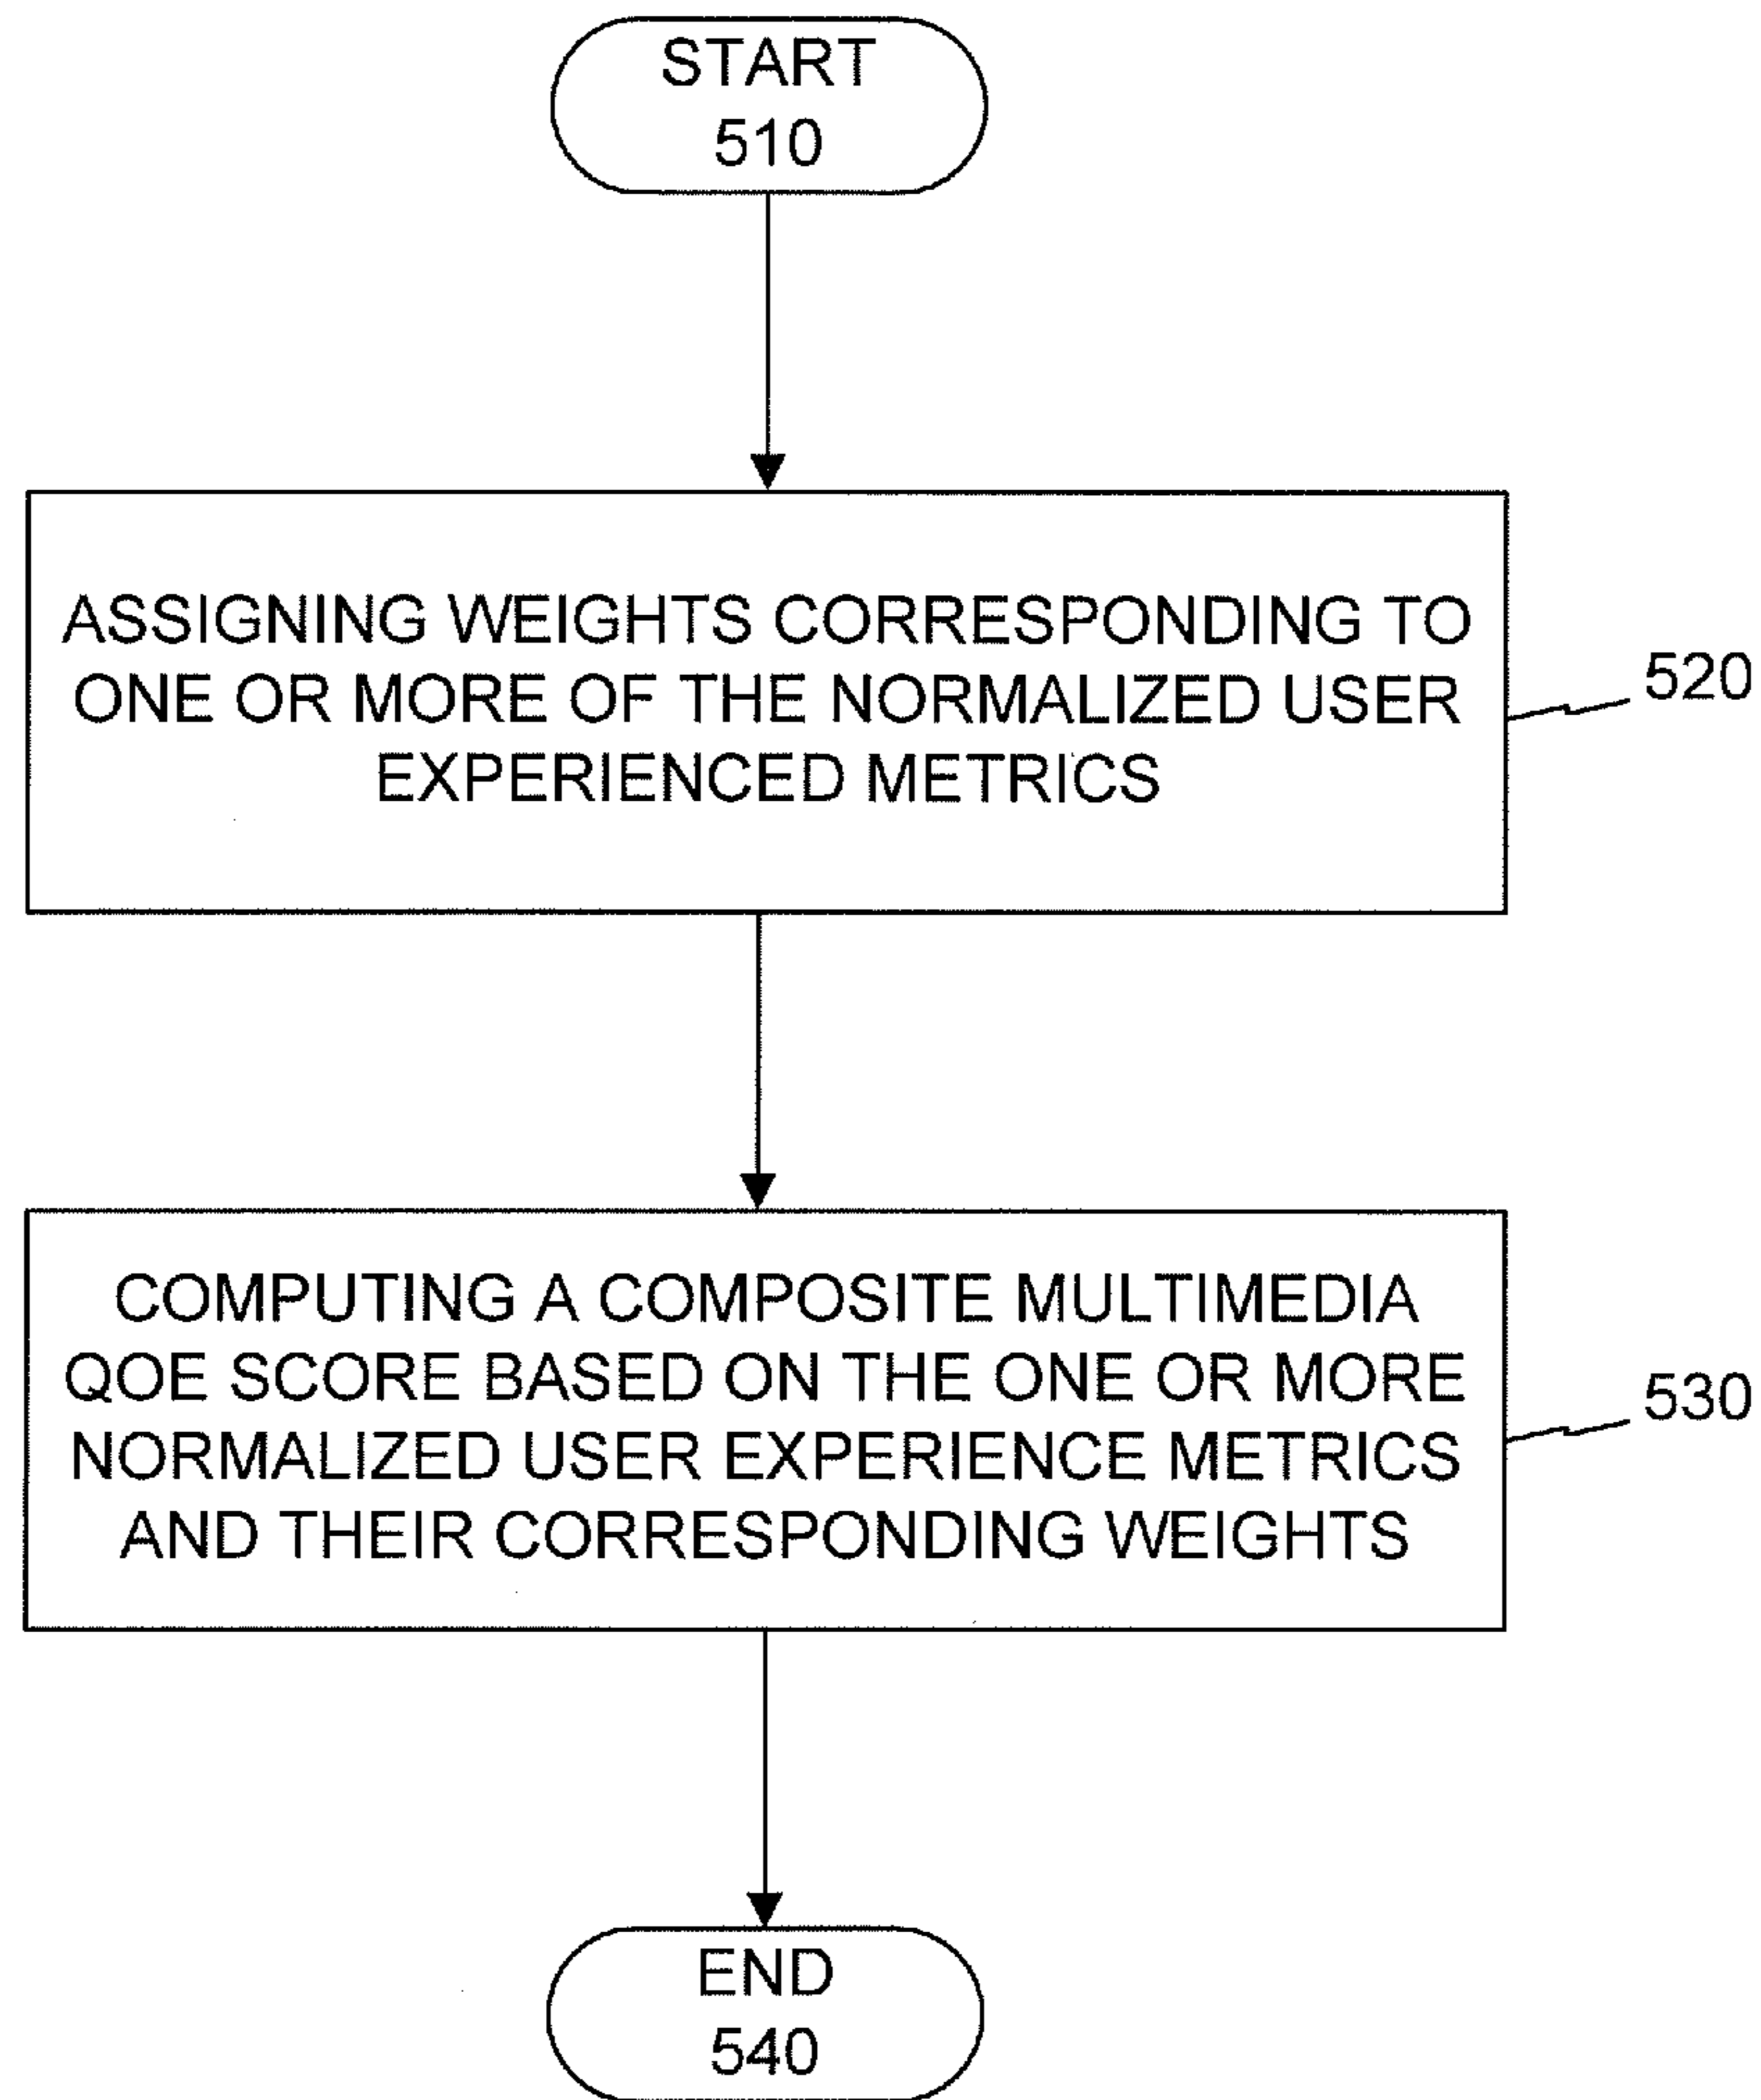 START
510
ASSIGNING WEIGHTS CORRESPONDING TO
ONE OR MORE OF THE NORMALIZED USER
EXPERIENCED METRICS
520
COMPUTING A COMPOSITE MULTIMEDIA
QOE SCORE BASED ON THE ONE OR MORE
NORMALIZED USER EXPERIENCE METRICS
AND THEIR CORRESPONDING WEIGHTS
530
END
540